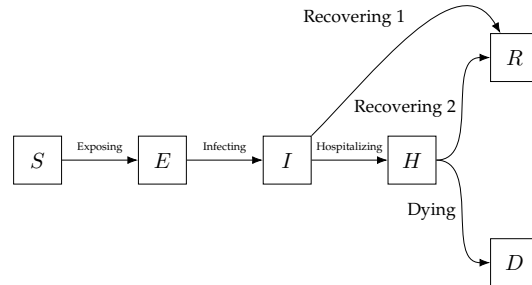 Recovering 1
R
Recovering 2
S
Exposing
E
Infecting
I
Hospitalizing
H
Dying
D